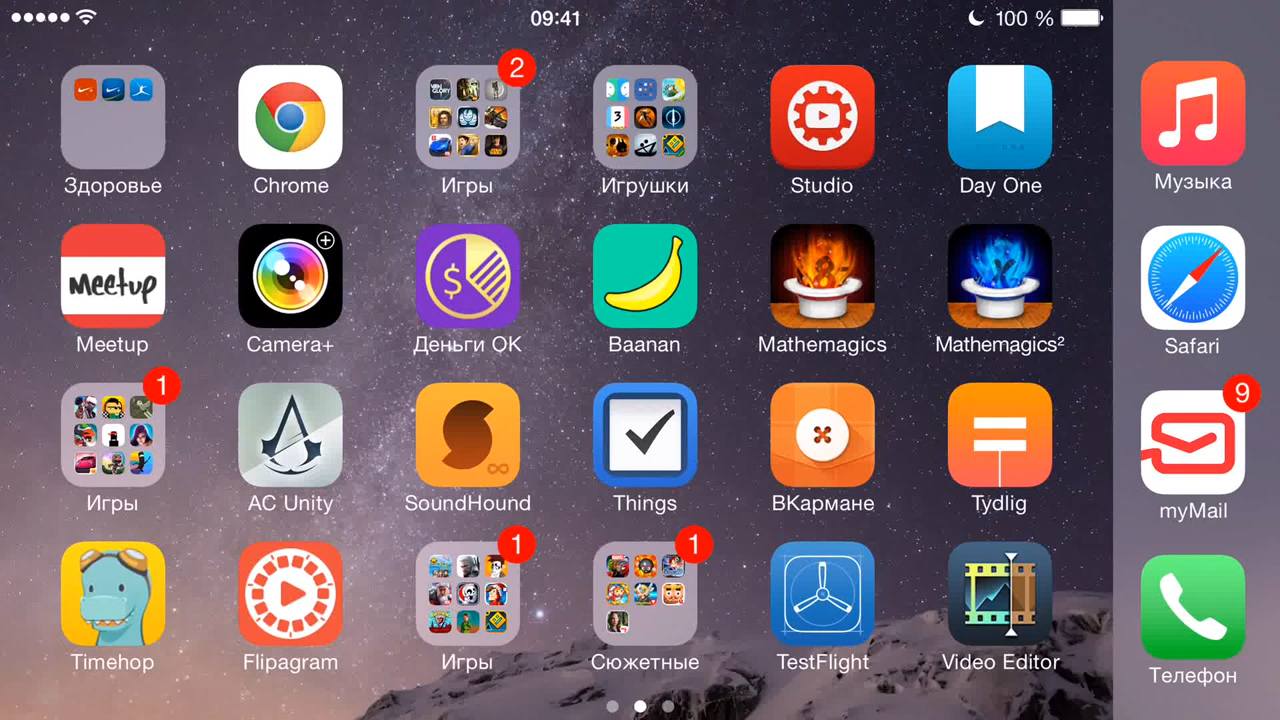 09:41
100 %
2
Здоровье
Chrome
Игры
Игрушки
Studio
Day One
Музыка
Meetup
Meetup
Camera+
Деньги ОК
Baanan
Mathemagics
Mathemagics²
Safari
1
9
Игры
AC Unity
SoundHound
Things
ВКармане
Tydlig
myMail
1
1
Timehop
Flipagram
Игры
Сюжетные
TestFlight
Video Editor
Телефон